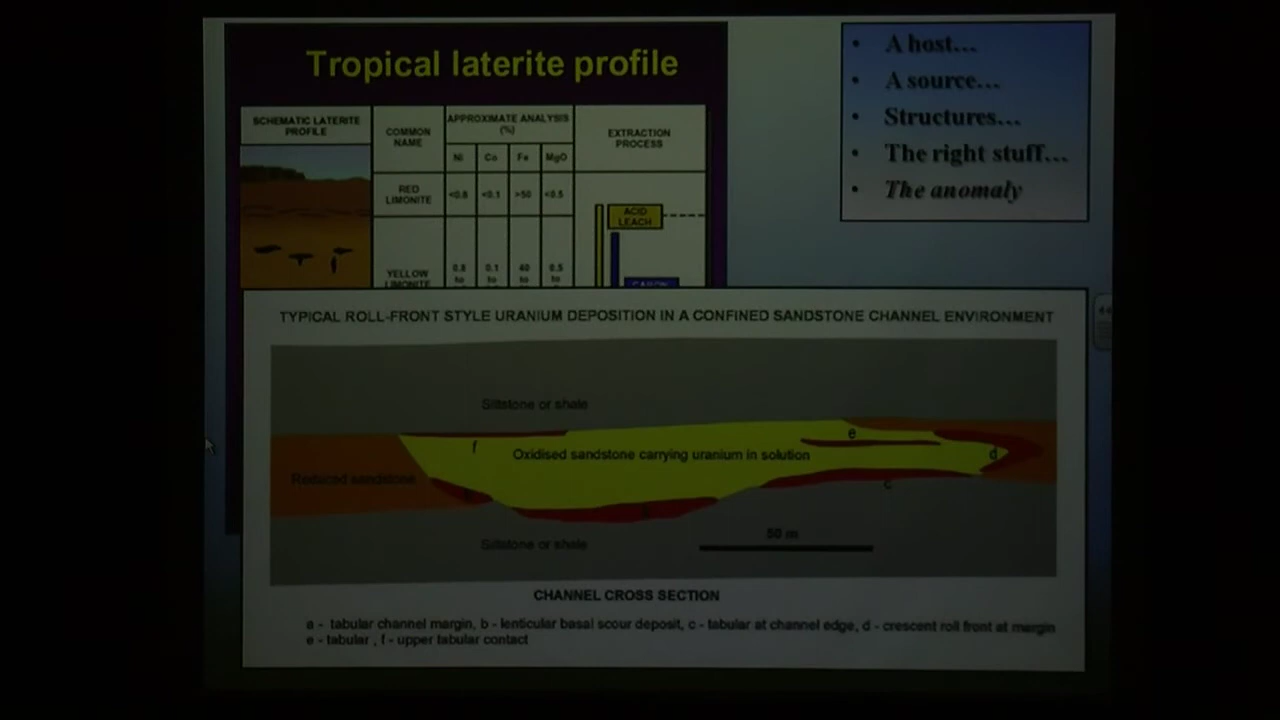 Tropical laterite profile
SCHEMATIC LATERITE
PROFILE
COMMON
NAME
APPROXIMATE ANALYSIS
(%)
EXTRACTION
PROCESS
Ni Co Fe MgO
RED
LIMONITE
<0.8 <0.1 >50 <0.5
ACID
LEACH
YELLOW
LIMONITE
0.8 0.1 40 0.5
to to to to
CARON
• A host...
• A source...
• Structures...
• The right stuff...
• The anomaly
TYPICAL ROLL-FRONT STYLE URANIUM DEPOSITION IN A CONFINED SANDSTONE CHANNEL ENVIRONMENT
Siltstone or shale
f
e
Oxidised sandstone carrying uranium in solution
d
Reduced sandstone
c
Siltstone or shale
50 m
CHANNEL CROSS SECTION
a - tabular channel margin, b - lenticular basal scour deposit, c - tabular at channel edge, d - crescent roll front at margin
e - tabular , f - upper tabular contact